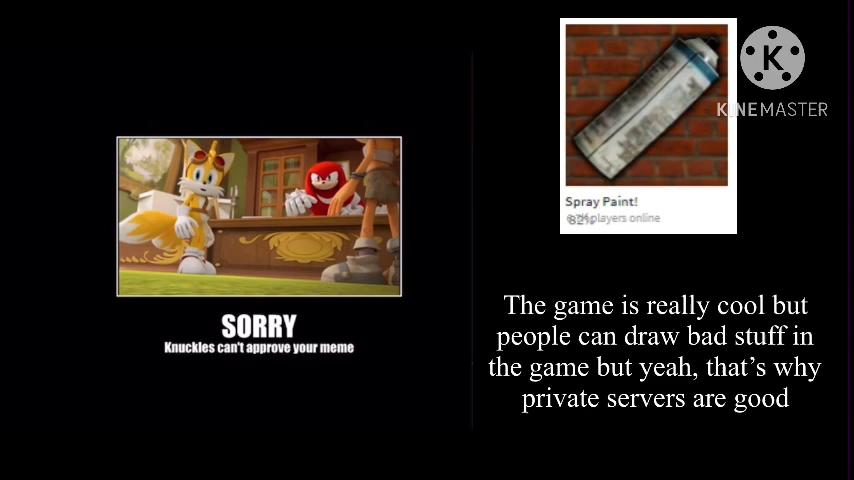 SORRY
Knuckles can't approve your meme
K
KINEMASTER
Spray Paint!
82%
players online
The game is really cool but
people can draw bad stuff in
the game but yeah, that's why
private servers are good